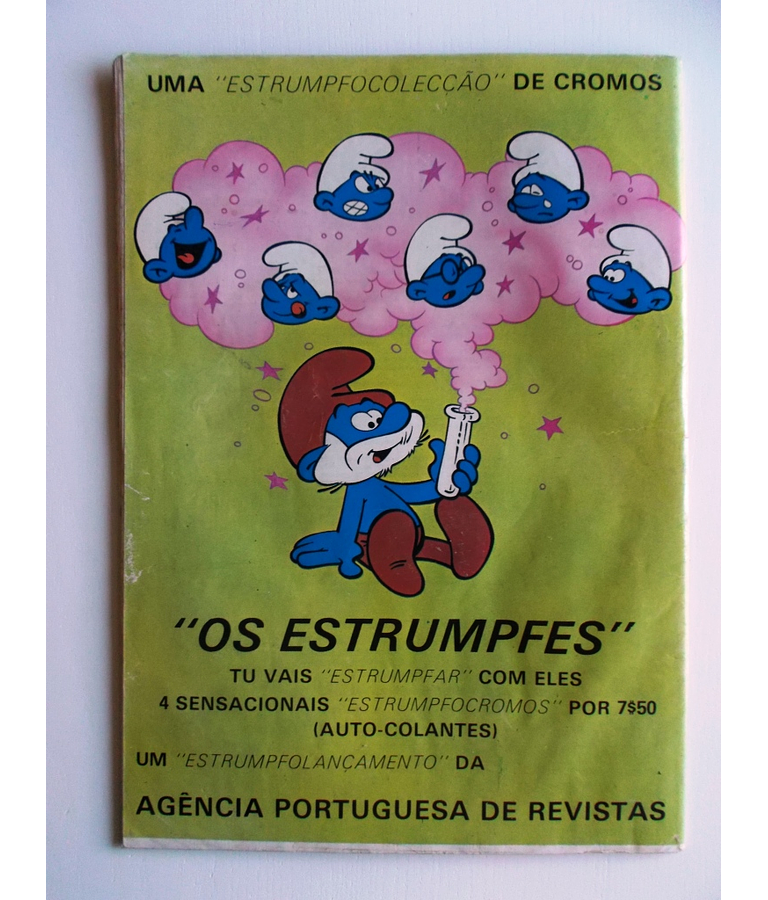 UMA "ESTRUMPFOCOLECÇÃO" DE CROMOS
"OS ESTRUMPFES"
TU VAIS "ESTRUMPFAR" COM ELES
4 SENSACIONAIS "ESTRUMPFOCROMOS" POR 7$50
(AUTO-COLANTES)
UM "ESTRUMPFOLANÇAMENTO" DA
AGÊNCIA PORTUGUESA DE REVISTAS